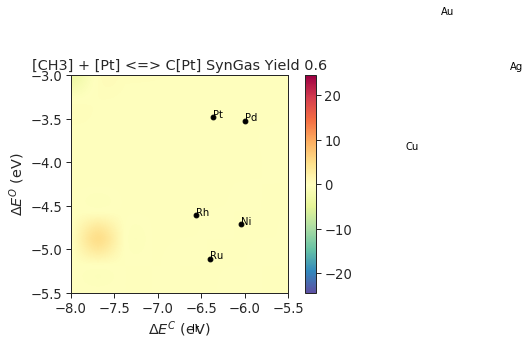 Au
Ag
[CH3] + [Pt] <=> C[Pt] SynGas Yield 0.6
Cu
−3.0
−3.5
−4.0
−4.5
−5.0
−5.5
ΔE^O (eV)
Pt
Pd
Rh
Ni
Ru
20
10
0
−10
−20
−8.0 −7.5 −7.0 −6.5 −6.0 −5.5
ΔE^C (eV)